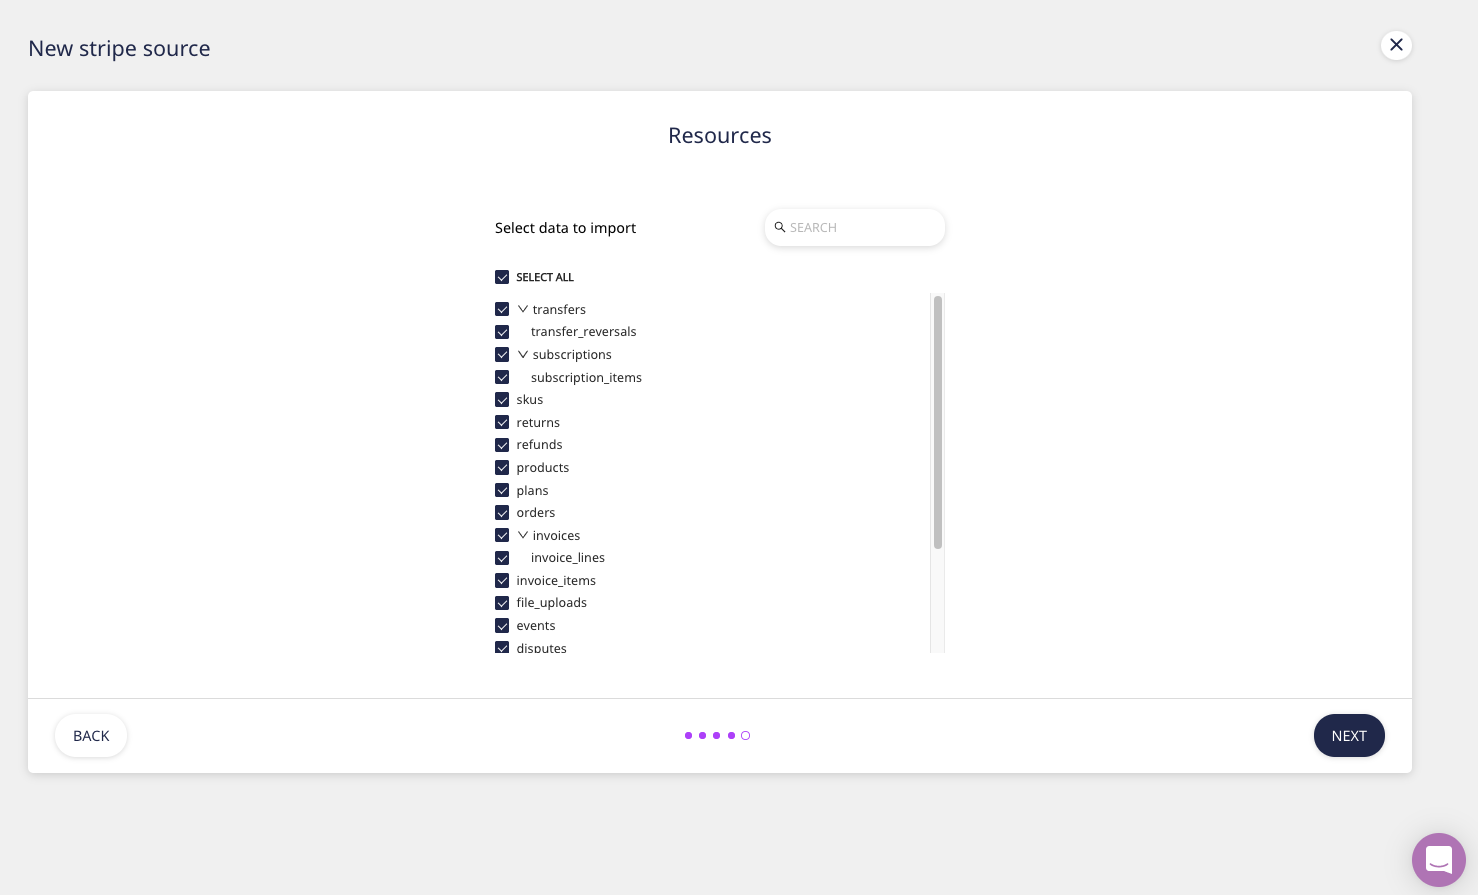 New stripe source
Resources
Select data to import
SEARCH
SELECT ALL
transfers
transfer_reversals
subscriptions
subscription_items
skus
returns
refunds
products
plans
orders
invoices
invoice_lines
invoice_items
file_uploads
events
disputes
BACK
NEXT